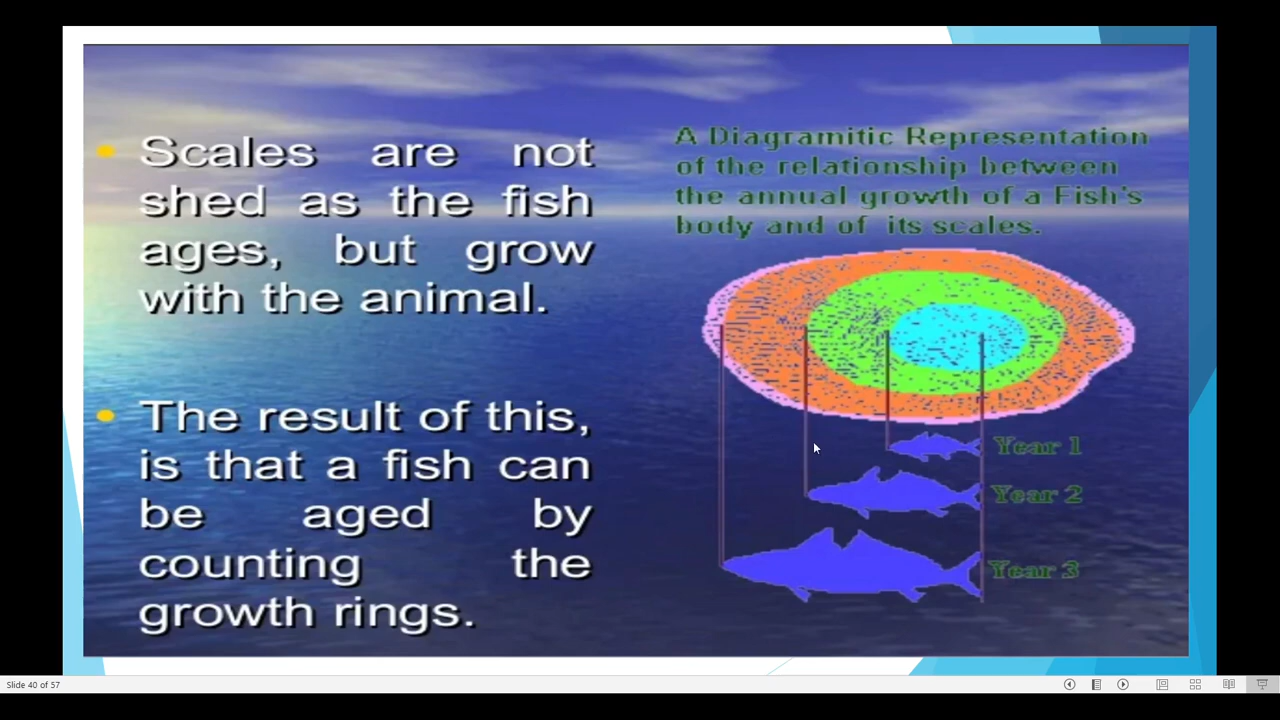 Scales are not
shed as the fish
ages, but grow
with the animal.
The result of this,
is that a fish can
be aged by
counting the
growth rings.
A Diagramitic Representation
of the relationship between
the annual growth of a Fish's
body and of its scales.
Year 1
Year 2
Year 3
Slide 40 of 57